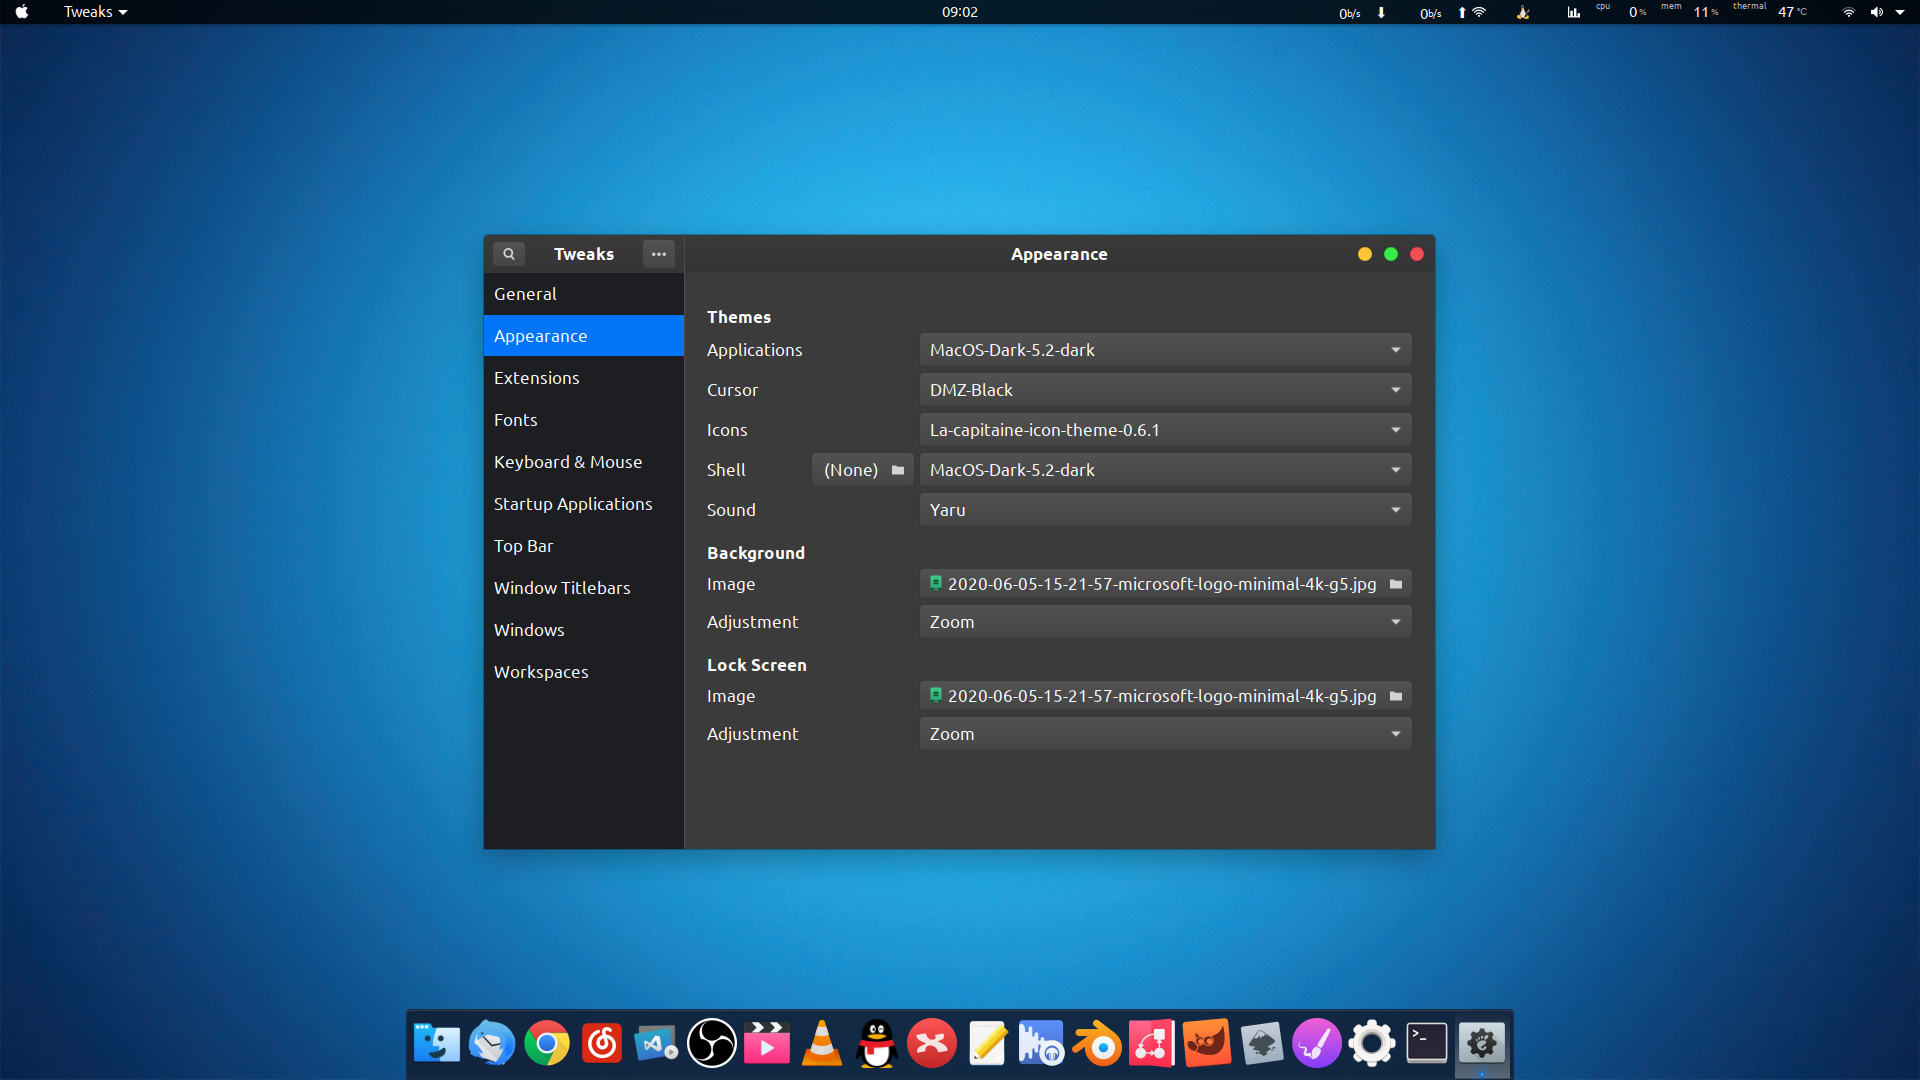 Tweaks 09:02 0b/s 0b/s cpu 0% mem 11% thermal 47°C
Tweaks
Appearance
General
Appearance
Extensions
Fonts
Keyboard & Mouse
Startup Applications
Top Bar
Window Titlebars
Windows
Workspaces
Themes
Applications MacOS-Dark-5.2-dark
Cursor DMZ-Black
Icons La-capitaine-icon-theme-0.6.1
Shell (None) MacOS-Dark-5.2-dark
Sound Yaru
Background
Image 2020-06-05-15-21-57-microsoft-logo-minimal-4k-g5.jpg
Adjustment Zoom
Lock Screen
Image 2020-06-05-15-21-57-microsoft-logo-minimal-4k-g5.jpg
Adjustment Zoom
>_